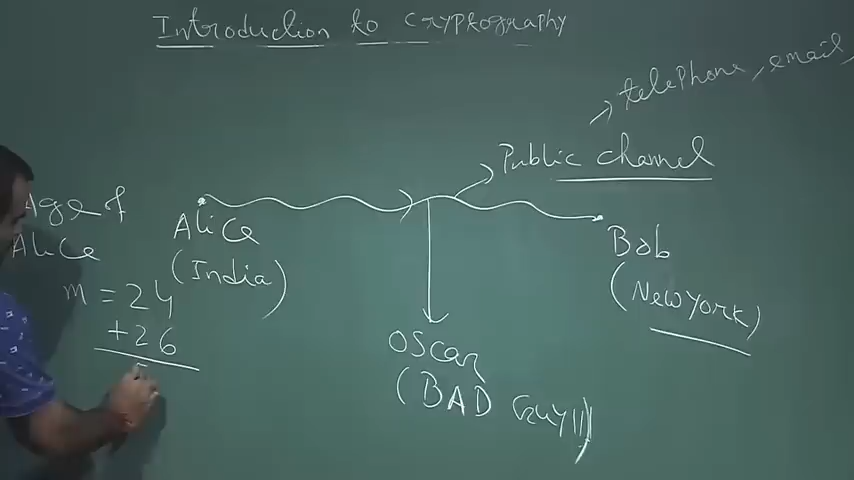 Introduction to cryptography
telephone, email,
Public channel
Age of
Alice
m = 24
+26
Alice
(India)
Bob
(New York)
Oscar
(BAD Guy!!)